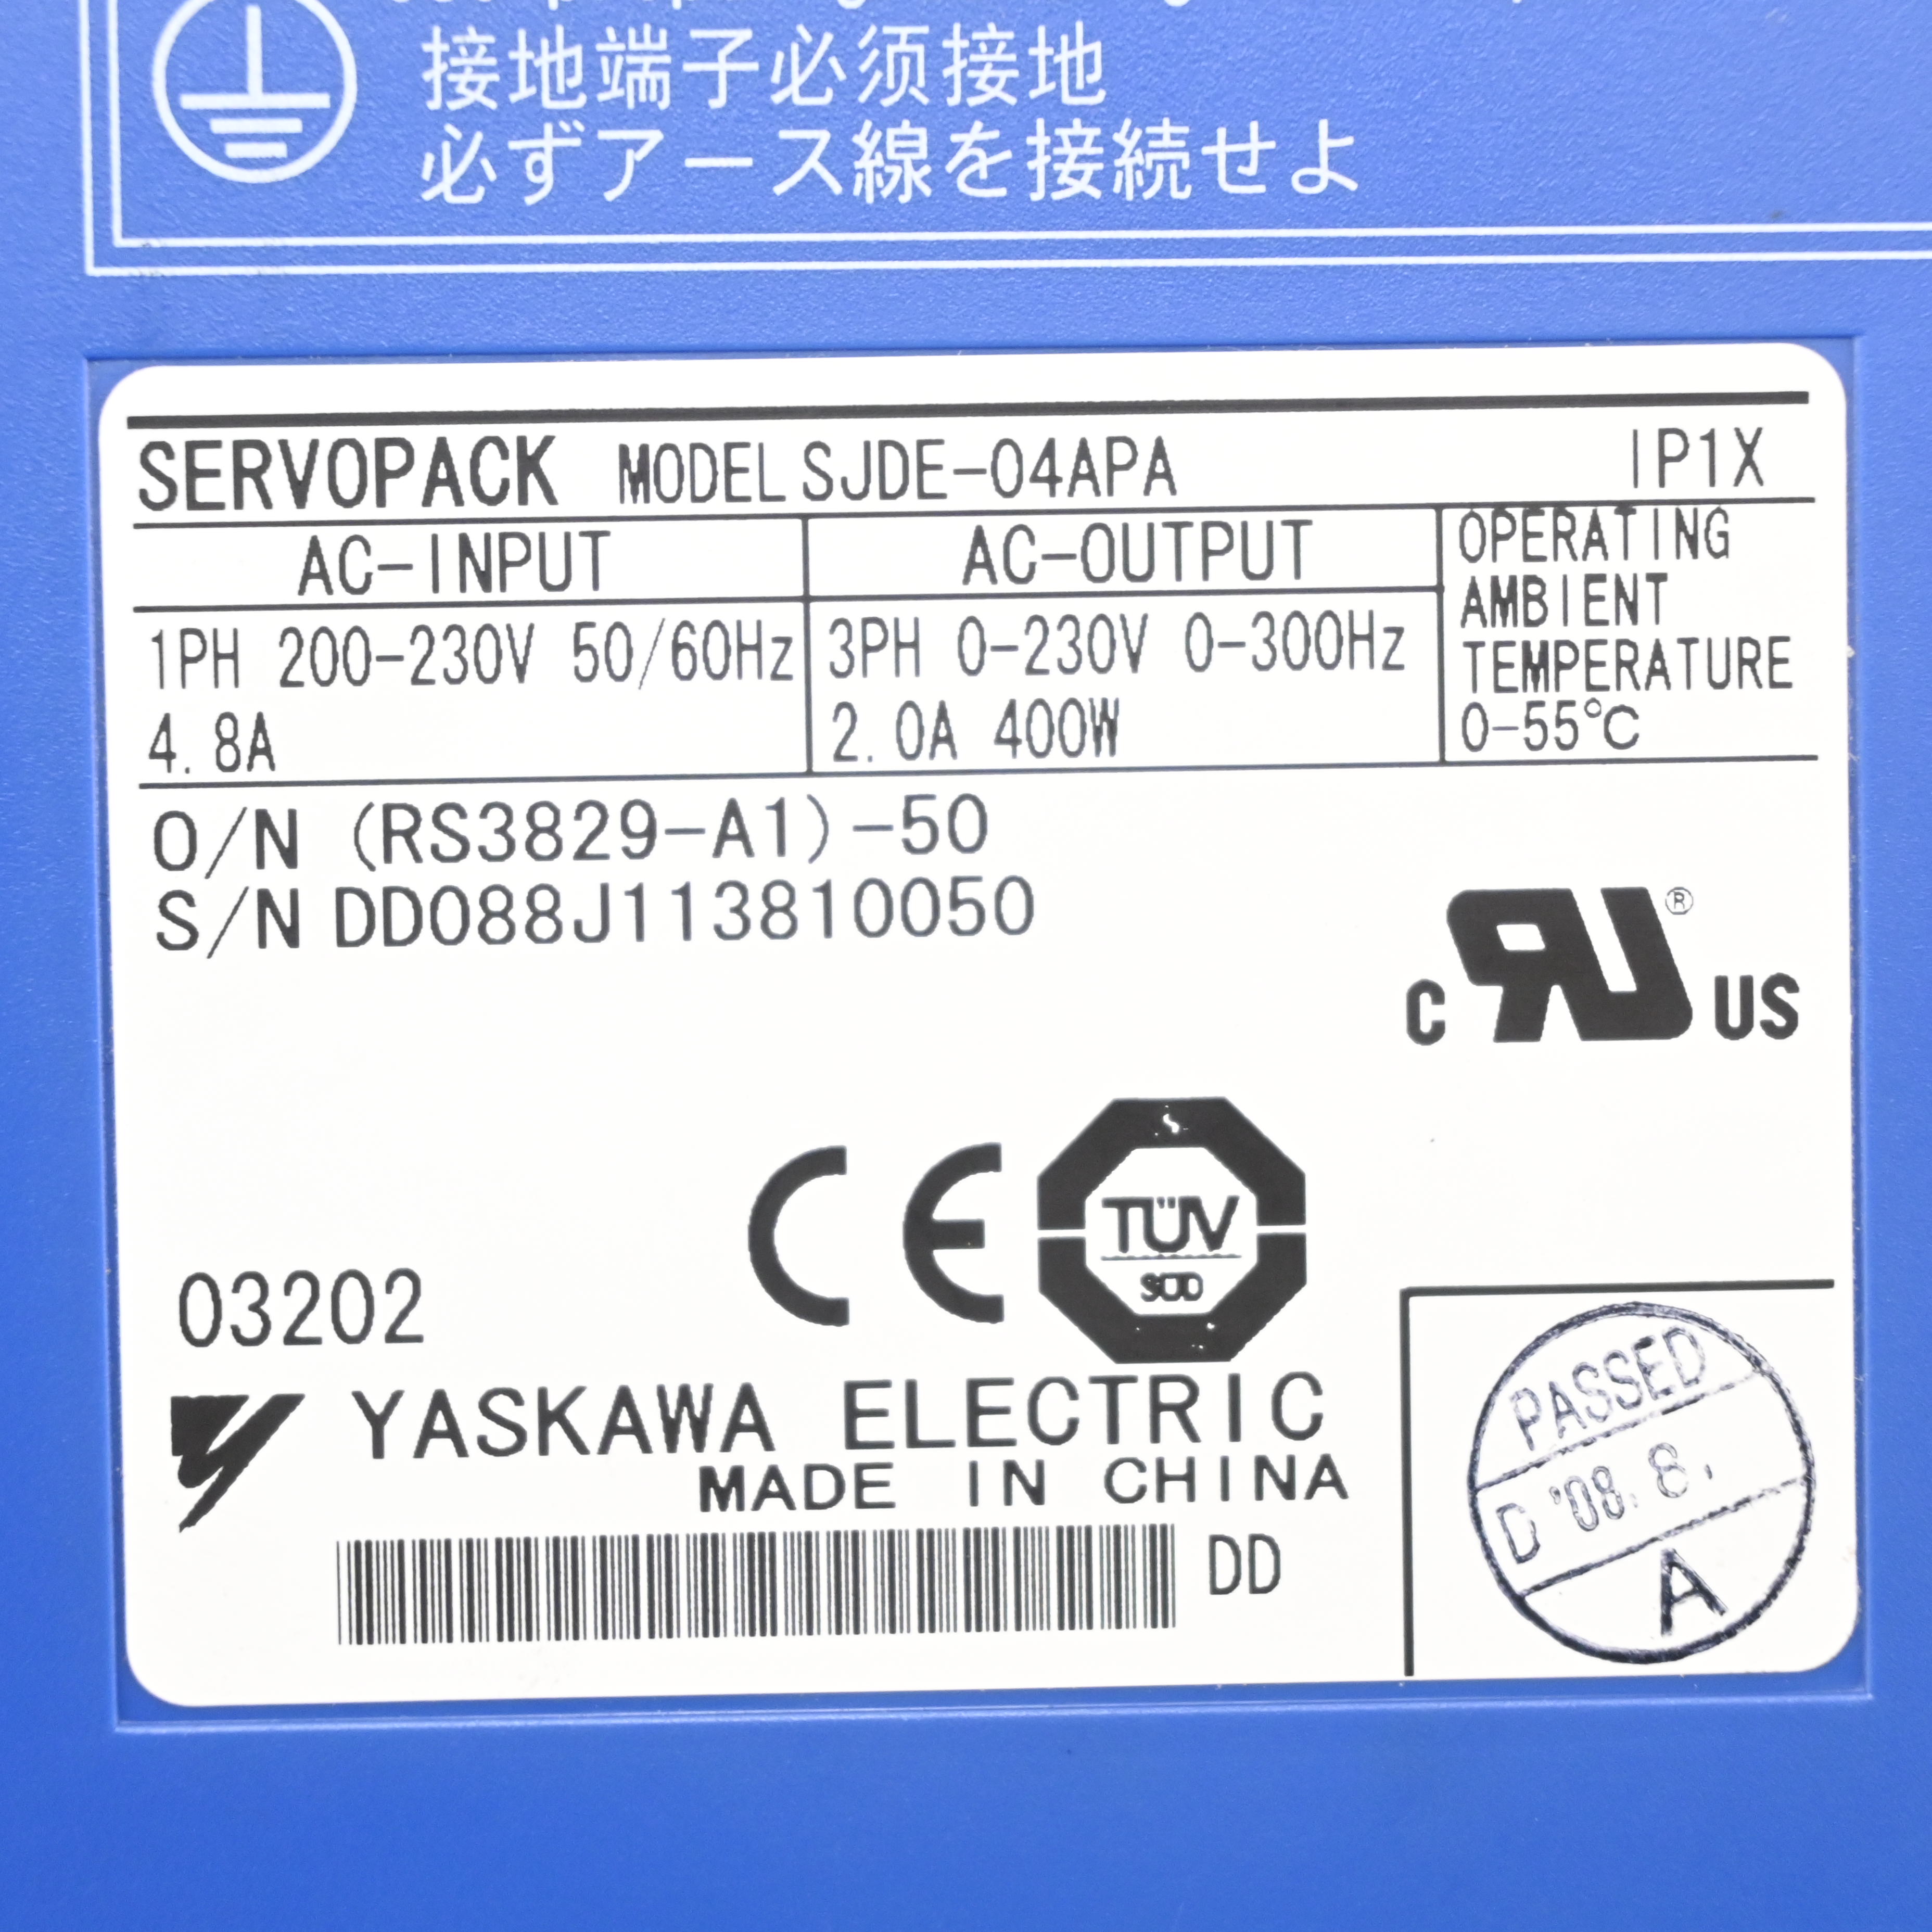 接地端子必须接地
必ずアース線を接続せよ
SERVOPACK MODEL SJDE-04APA IP1X
AC-INPUT
1PH 200-230V 50/60Hz
4.8A
AC-OUTPUT
3PH 0-230V 0-300Hz
2.0A 400W
OPERATING
AMBIENT
TEMPERATURE
0-55℃
O/N (RS3829-A1)-50
S/N DD088J113810050
C RU ® US
CE
TÜV
SÜD
03202
YASKAWA ELECTRIC
MADE IN CHINA
DD
PASSED
D '08. 8.
A